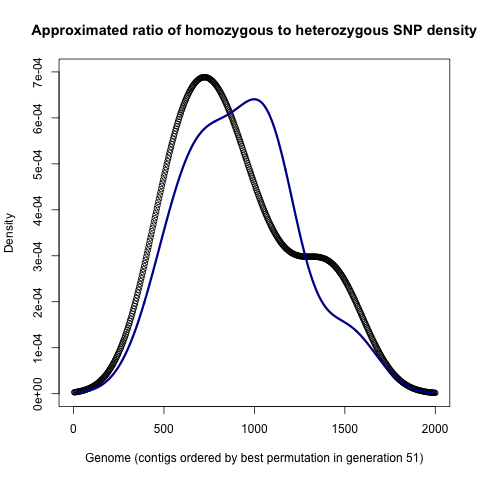 Approximated ratio of homozygous to heterozygous SNP density
Density
7e-04
6e-04
5e-04
4e-04
3e-04
2e-04
1e-04
0e+00
0
500
1000
1500
2000
Genome (contigs ordered by best permutation in generation 51)